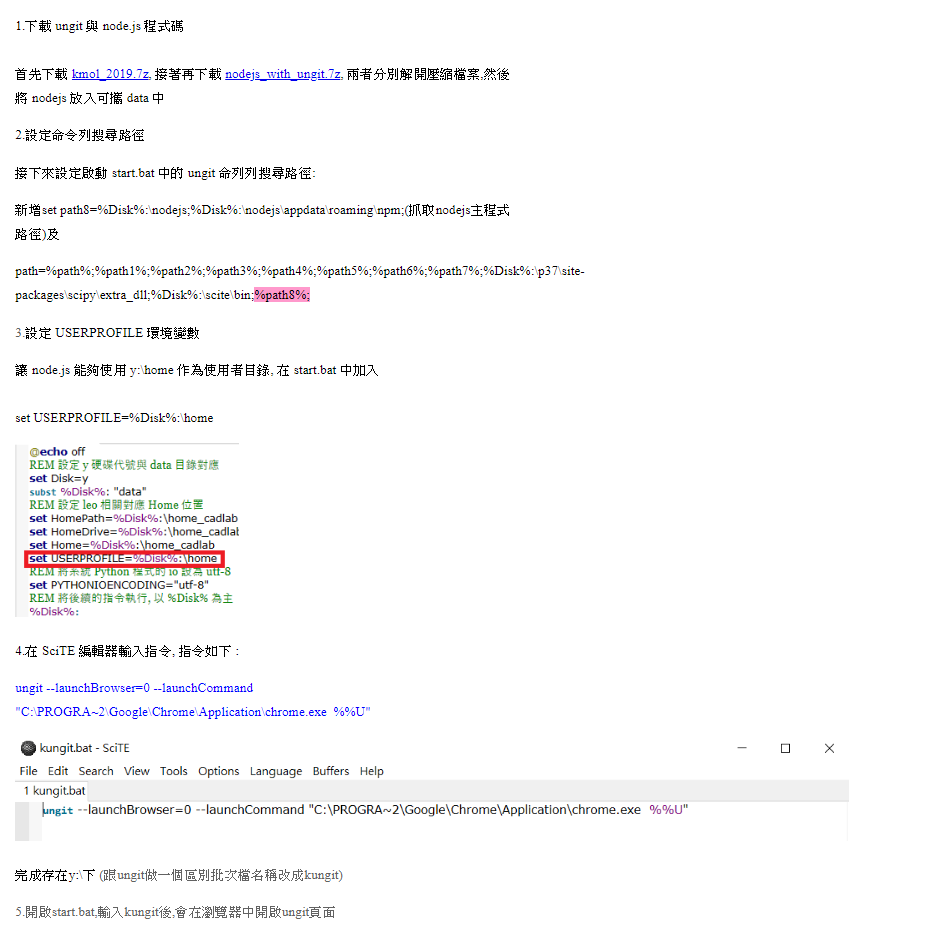 1.下載 ungit 與 node.js 程式碼
首先下載 kmol_2019.7z, 接著再下載 nodejs_with_ungit.7z, 兩者分別解開壓縮檔案,然後
將 nodejs 放入可攜 data 中
2.設定命令列搜尋路徑
接下來設定啟動 start.bat 中的 ungit 命列列搜尋路徑:
新增set path8=%Disk%:\nodejs;%Disk%:\nodejs\appdata\roaming\npm;(抓取nodejs主程式
路徑)及
path=%path%;%path1%;%path2%;%path3%;%path4%;%path5%;%path6%;%path7%;%Disk%:\p37\site-
packages\scipy\extra_dll;%Disk%:\scite\bin;%path8%;
3.設定 USERPROFILE 環境變數
讓 node.js 能夠使用 y:\home 作為使用者目錄, 在 start.bat 中加入
set USERPROFILE=%Disk%:\home
@echo off
REM 設定 y 硬碟代號與 data 目錄對應
set Disk=y
subst %Disk%: "data"
REM 設定 leo 相關對應 Home 位置
set HomePath=%Disk%:\home_cadlab
set HomeDrive=%Disk%:\home_cadlab
set Home=%Disk%:\home_cadlab
set USERPROFILE=%Disk%:\home
REM 將系統 Python 程式的 io 設為 utf-8
set PYTHONIOENCODING="utf-8"
REM 將後續的指令執行, 以 %Disk% 為主
%Disk%:
4.在 SciTE 編輯器輸入指令, 指令如下 :
ungit --launchBrowser=0 --launchCommand
"C:\PROGRA~2\Google\Chrome\Application\chrome.exe %%U"
kungit.bat - SciTE
File Edit Search View Tools Options Language Buffers Help
1 kungit.bat
ungit --launchBrowser=0 --launchCommand "C:\PROGRA~2\Google\Chrome\Application\chrome.exe %%U"
完成存在y:\下 (跟ungit做一個區別批次檔名稱改成kungit)
5.開啟start.bat,輸入kungit後,會在瀏覽器中開啟ungit頁面